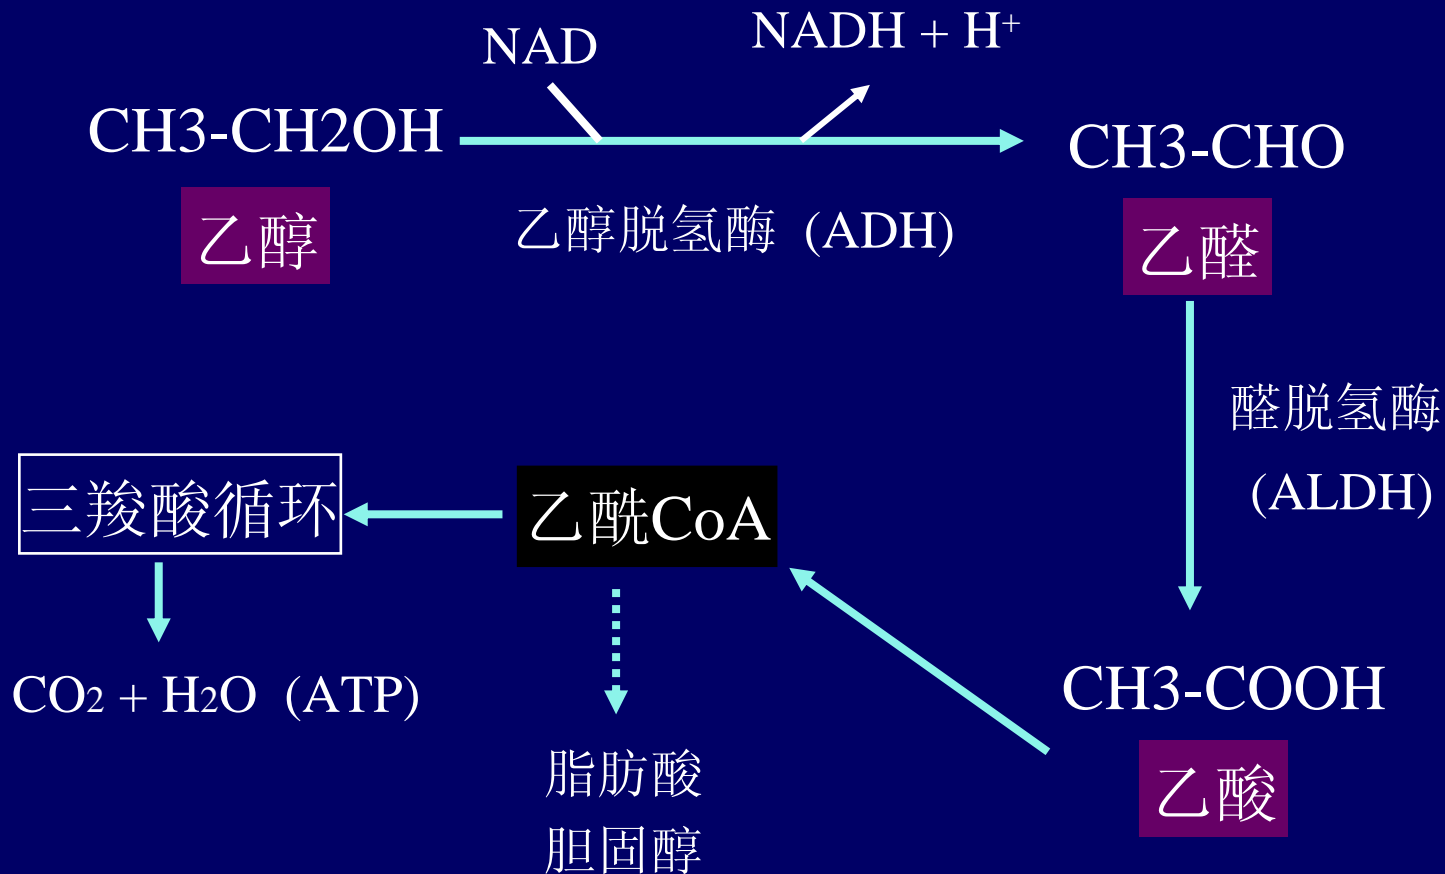 NAD
NADH + H⁺
CH3-CH2OH
CH3-CHO
乙醇
乙醇脱氢酶 (ADH)
乙醛
醛脱氢酶
(ALDH)
三羧酸循环
乙酰CoA
CO₂ + H₂O (ATP)
CH3-COOH
脂肪酸
胆固醇
乙酸